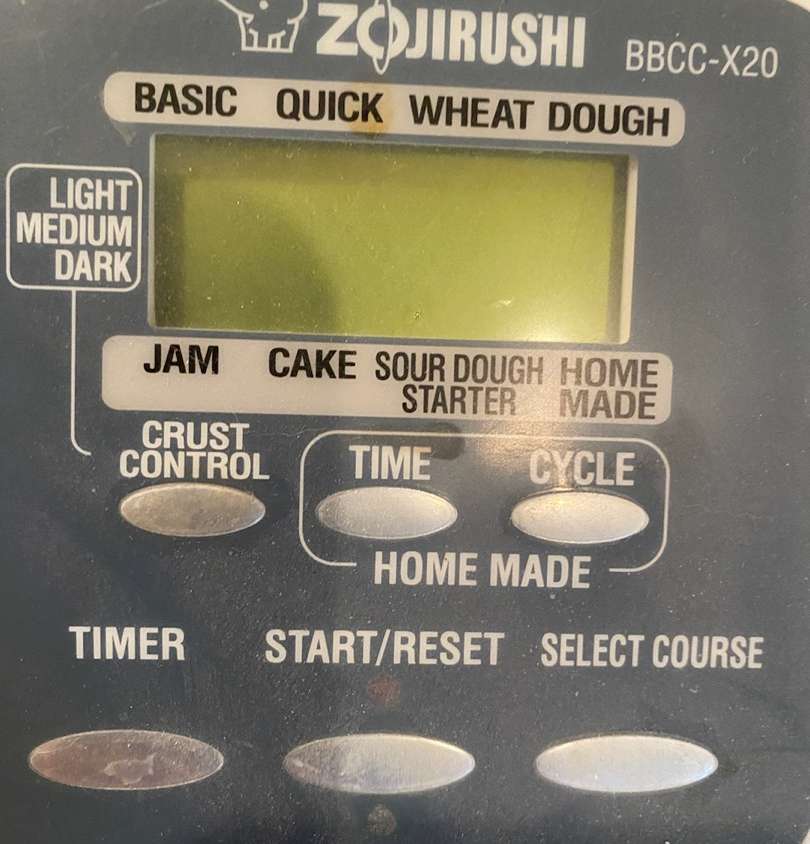 ZOJIRUSHI BBCC-X20
BASIC QUICK WHEAT DOUGH
LIGHT
MEDIUM
DARK
JAM CAKE SOUR DOUGH HOME
STARTER MADE
CRUST
CONTROL
TIME CYCLE
HOME MADE
TIMER START/RESET SELECT COURSE